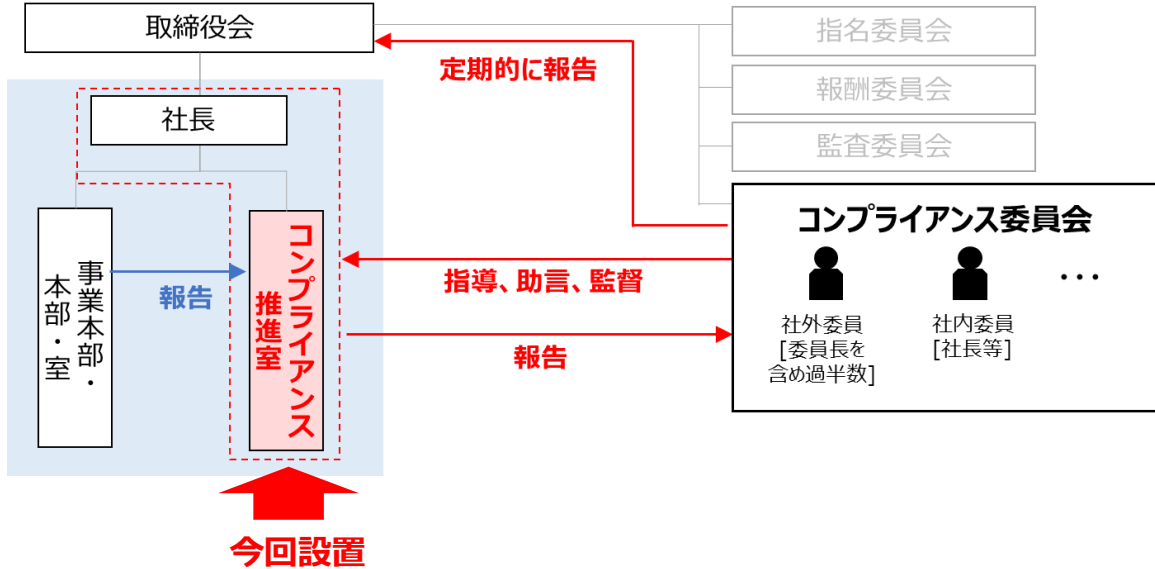 取締役会
指名委員会
定期的に報告
報酬委員会
社長
監査委員会
コンプライアンス委員会
事業本部・
本部・室
報告
コンプライアンス
推進室
指導、助言、監督
報告
社外委員
[委員長を
含め過半数]
社内委員
[社長等]
･･･
今回設置